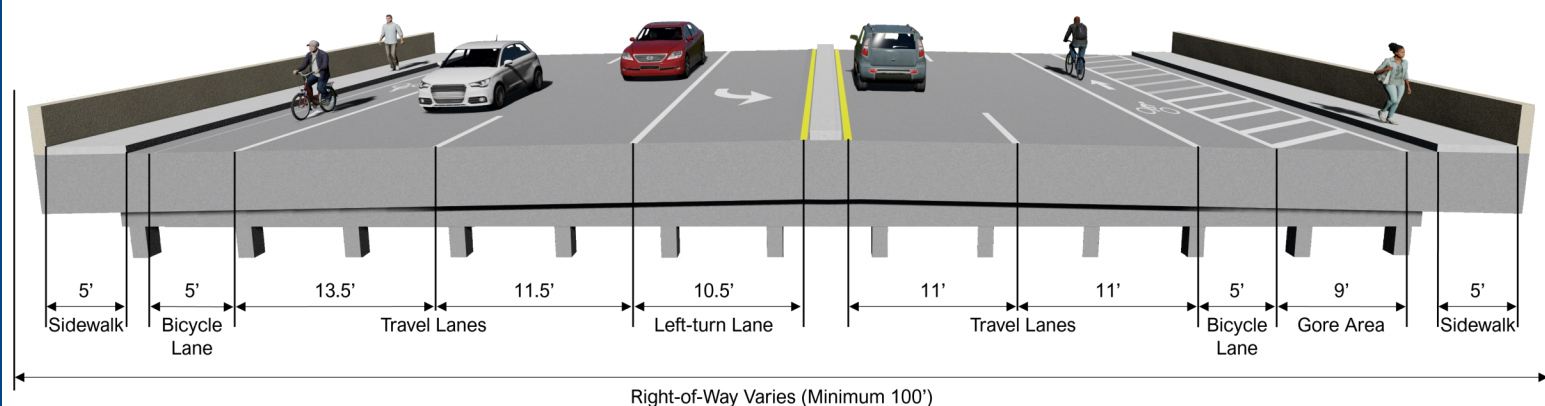 5’ 5’ 13.5’ 11.5’ 10.5’ 11’ 11’ 5’ 9’ 5’
Sidewalk Bicycle Travel Lanes Left-turn Lane Travel Lanes Bicycle Gore Area Sidewalk
Lane Lane
Right-of-Way Varies (Minimum 100’)